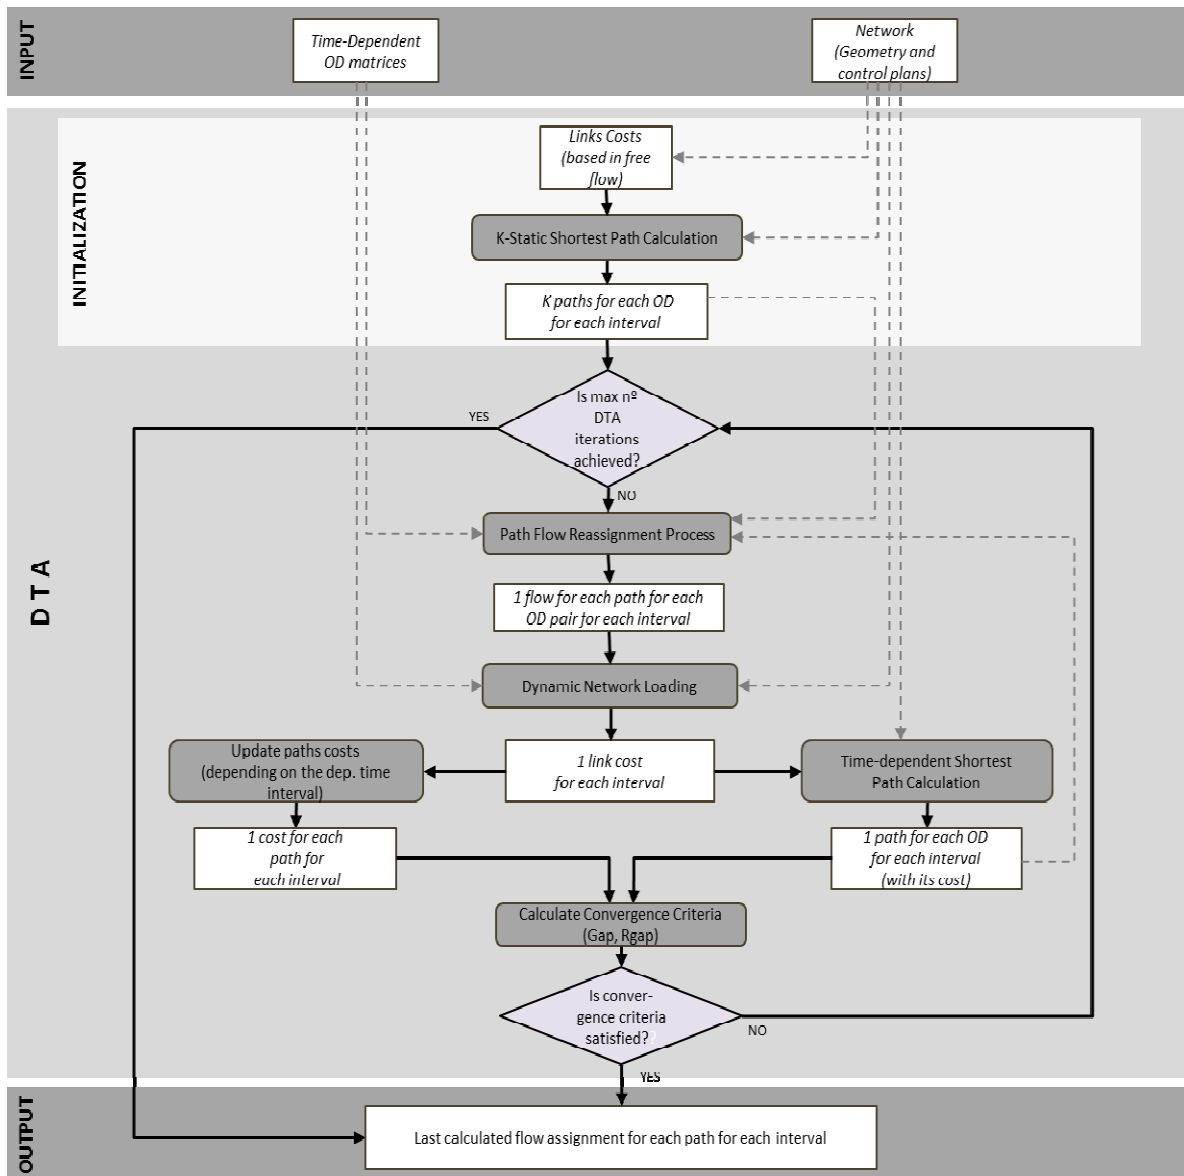 INPUT
Time-Dependent
OD matrices
Network
(Geometry and
control plans)
DTA
INITIALIZATION
Links Costs
(based in free
flow)
K-Static Shortest Path Calculation
K paths for each OD
for each interval
Is max nº
DTA
iterations
achieved?
YES
NO
Path Flow Reassignment Process
1 flow for each path for each
OD pair for each interval
Dynamic Network Loading
Update paths costs
(depending on the dep. time
interval)
1 link cost
for each interval
Time-dependent Shortest
Path Calculation
1 cost for each
path for
each interval
1 path for each OD
for each interval
(with its cost)
Calculate Convergence Criteria
(Gap, Rgap)
Is conver-
gence criteria
satisfied??
NO
YES
OUTPUT
Last calculated flow assignment for each path for each interval